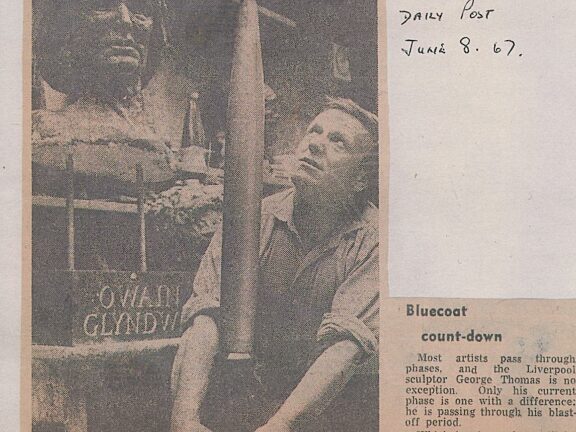 Daily Post
June 8. 67.
OWAIN
GLYNDW
Bluecoat
count-down
Most artists pass through
phases, and the Liverpool
sculptor George Thomas is no
exception. Only his current
phase is one with a difference;
he is passing through his blast-
off period.